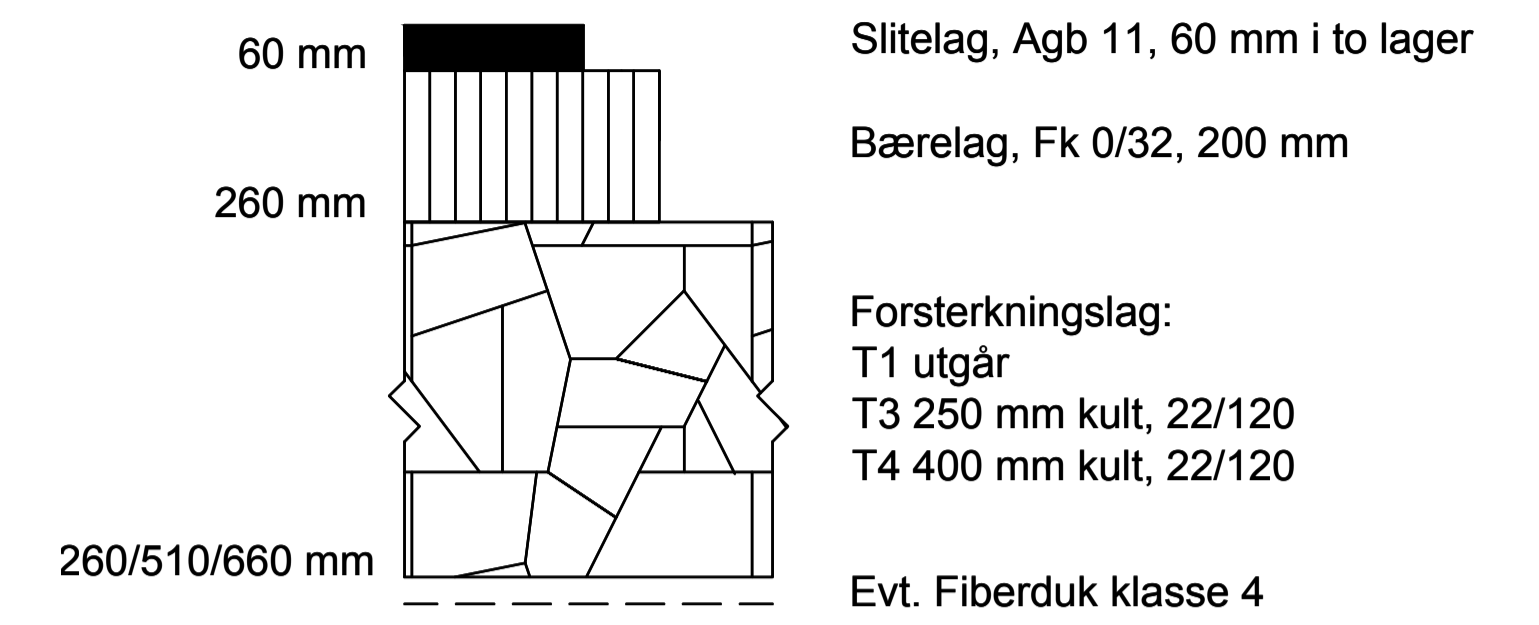 60 mm
Slitelag, Agb 11, 60 mm i to lager
Bærelag, Fk 0/32, 200 mm
260 mm
Forsterkningslag:
T1 utgår
T3 250 mm kult, 22/120
T4 400 mm kult, 22/120
260/510/660 mm
Evt. Fiberduk klasse 4